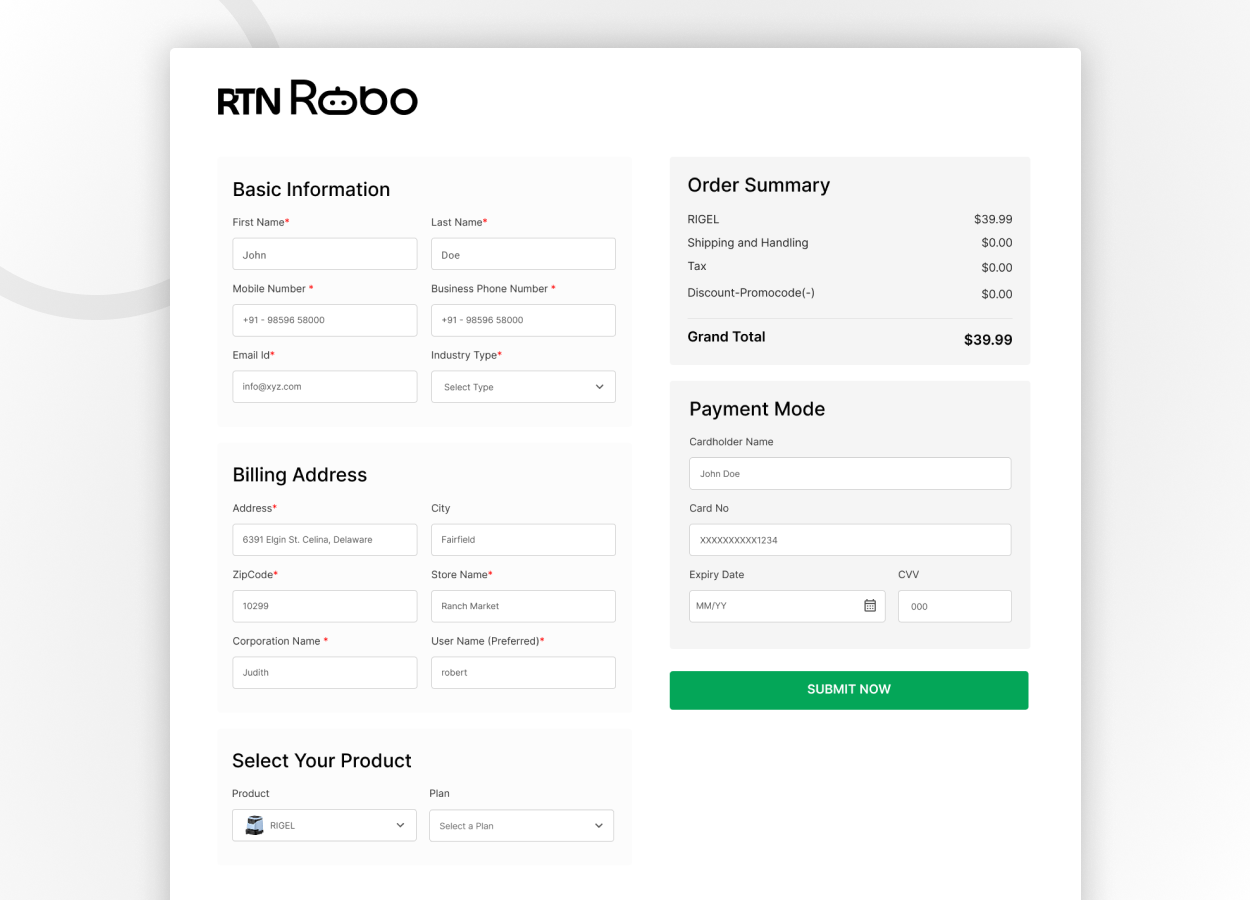 RTN Robo
Basic Information
First Name* Last Name*
John Doe
Mobile Number * Business Phone Number *
+91 - 98596 58000 +91 - 98596 58000
Email Id* Industry Type*
info@xyz.com Select Type
Billing Address
Address* City
6391 Elgin St. Celina, Delaware Fairfield
ZipCode* Store Name*
10299 Ranch Market
Corporation Name * User Name (Preferred)*
Judith robert
Select Your Product
Product Plan
RIGEL Select a Plan
Order Summary
RIGEL $39.99
Shipping and Handling $0.00
Tax $0.00
Discount-Promocode(-) $0.00
Grand Total $39.99
Payment Mode
Cardholder Name
John Doe
Card No
XXXXXXXXXX1234
Expiry Date CVV
MM/YY 000
SUBMIT NOW